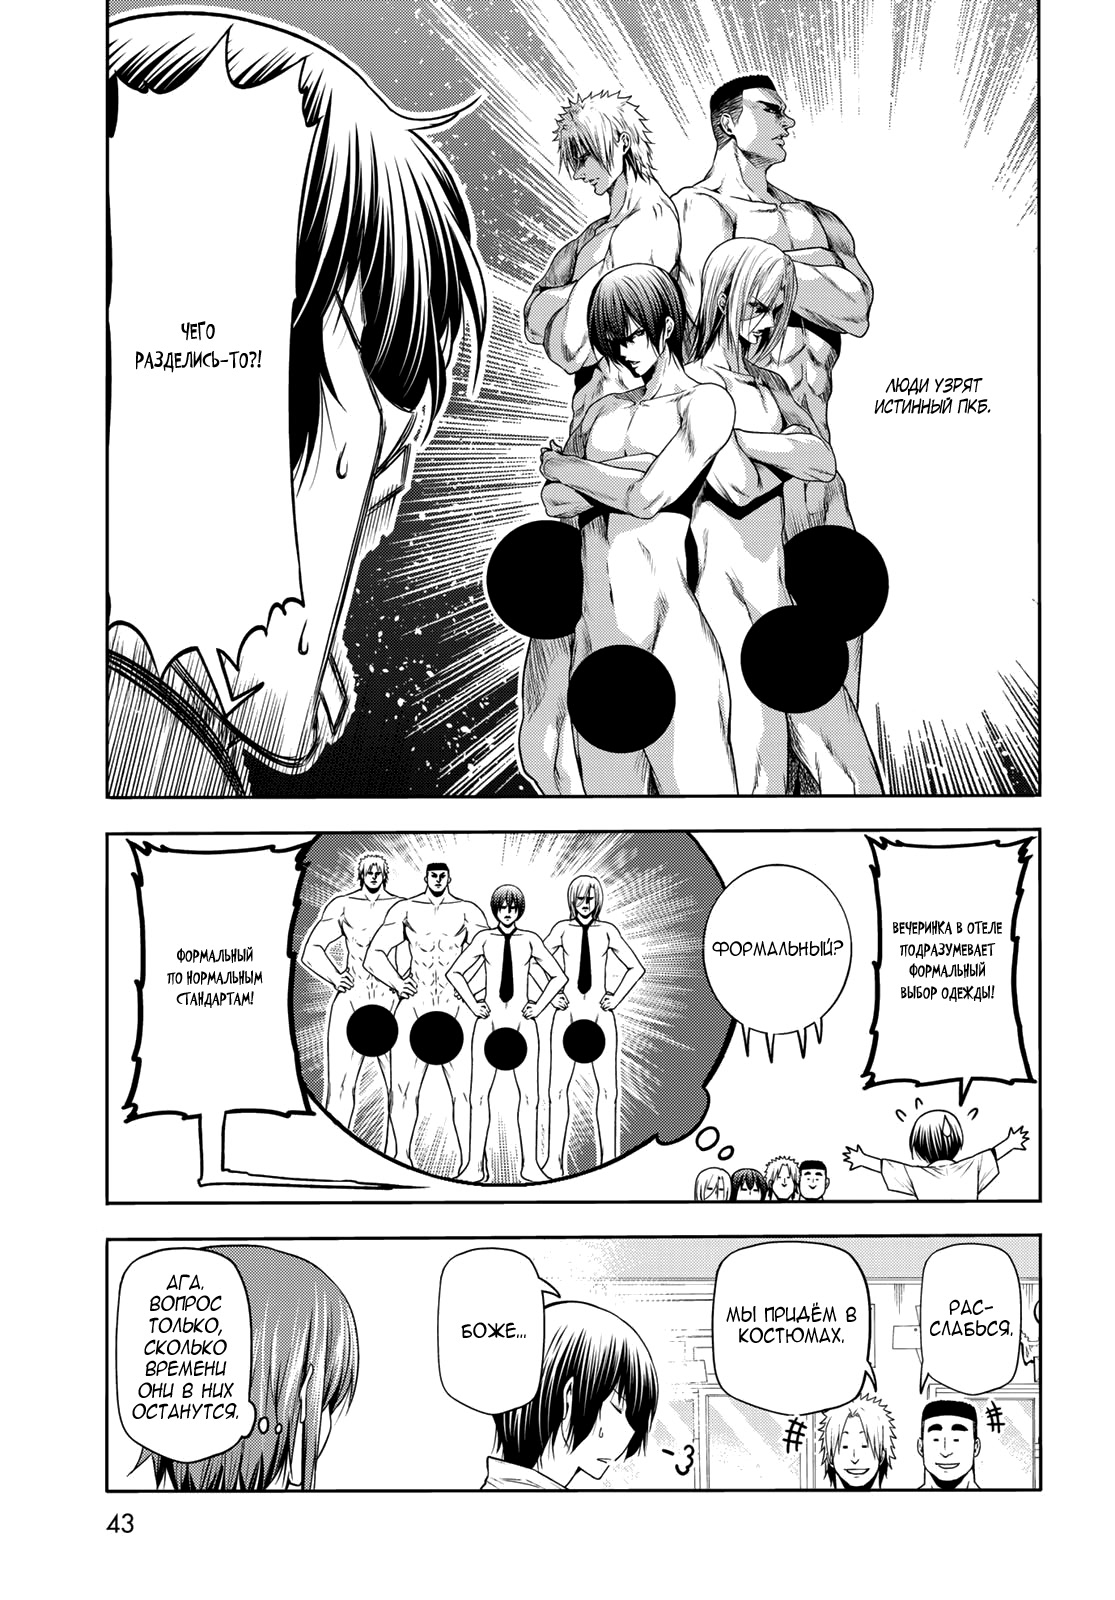 ЛЮДИ УЗРЯТ
ИСТИННЫЙ ПКБ.
ЧЕГО
РАЗДЕЛИСЬ-ТО?!
ВЕЧЕРИНКА В ОТЕЛЕ
ПОДРАЗУМЕВАЕТ
ФОРМАЛЬНЫЙ
ВЫБОР ОДЕЖДЫ!
ФОРМАЛЬНЫЙ?
ФОРМАЛЬНЫЙ
ПО НОРМАЛЬНЫМ
СТАНДАРТАМ!
РАС-
СЛАБЬСЯ.
МЫ ПРИДЁМ В
КОСТЮМАХ.
БОЖЕ...
АГА.
ВОПРОС
ТОЛЬКО,
СКОЛЬКО
ВРЕМЕНИ
ОНИ В НИХ
ОСТАНУТСЯ.
43